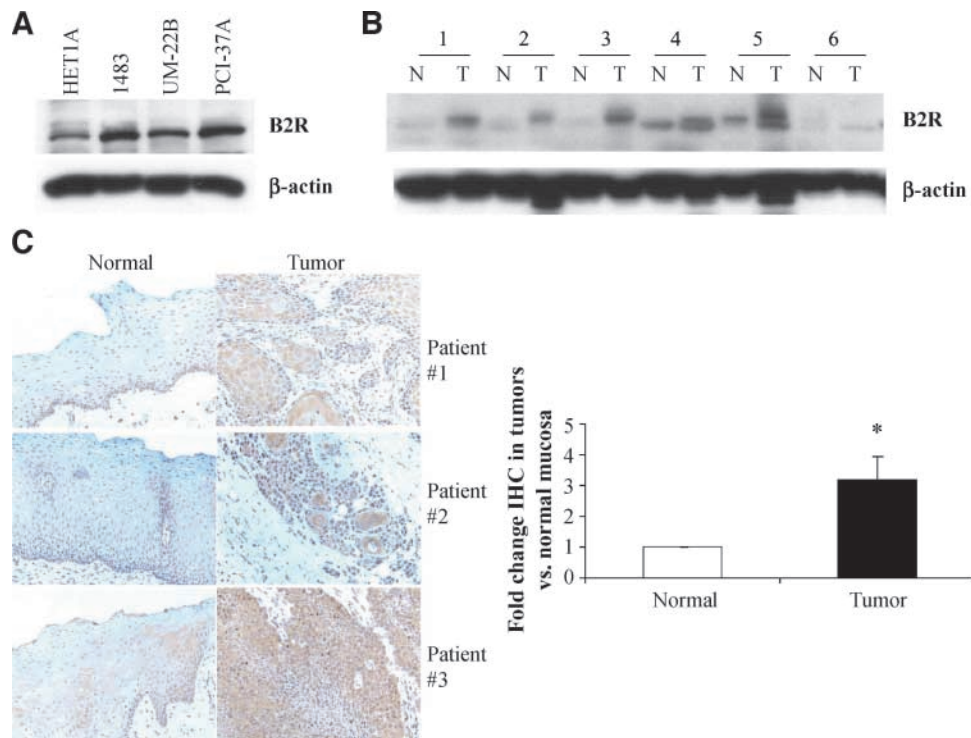 A
HET1A
1483
UM-22B
PCI-37A
B2R
β-actin
B
1 2 3 4 5 6
N T N T N T N T N T N T
B2R
β-actin
C
Normal Tumor
Patient
#1
Patient
#2
Patient
#3
Fold change IHC in tumors
vs. normal mucosa
5
4
3
2
1
0
*
Normal Tumor